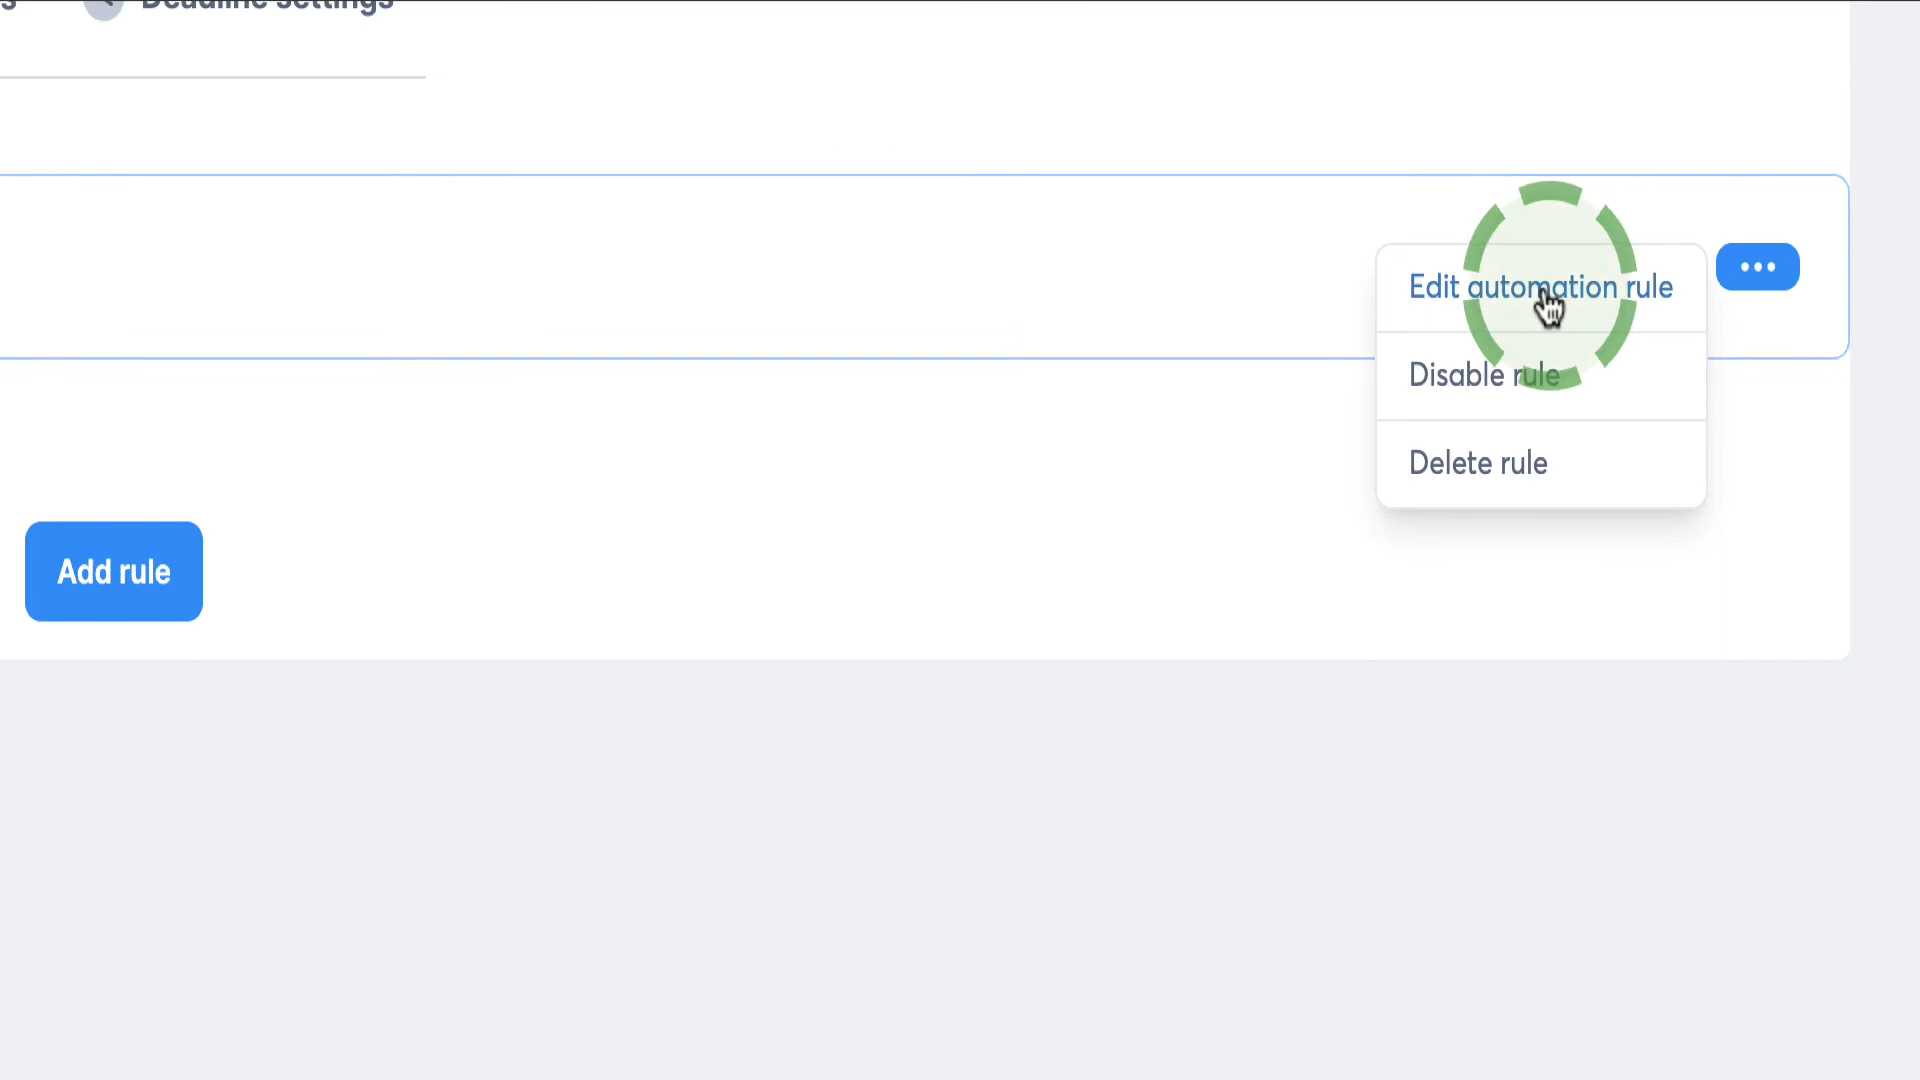 Deadline settings
Edit automation rule
Disable rule
Delete rule
Add rule